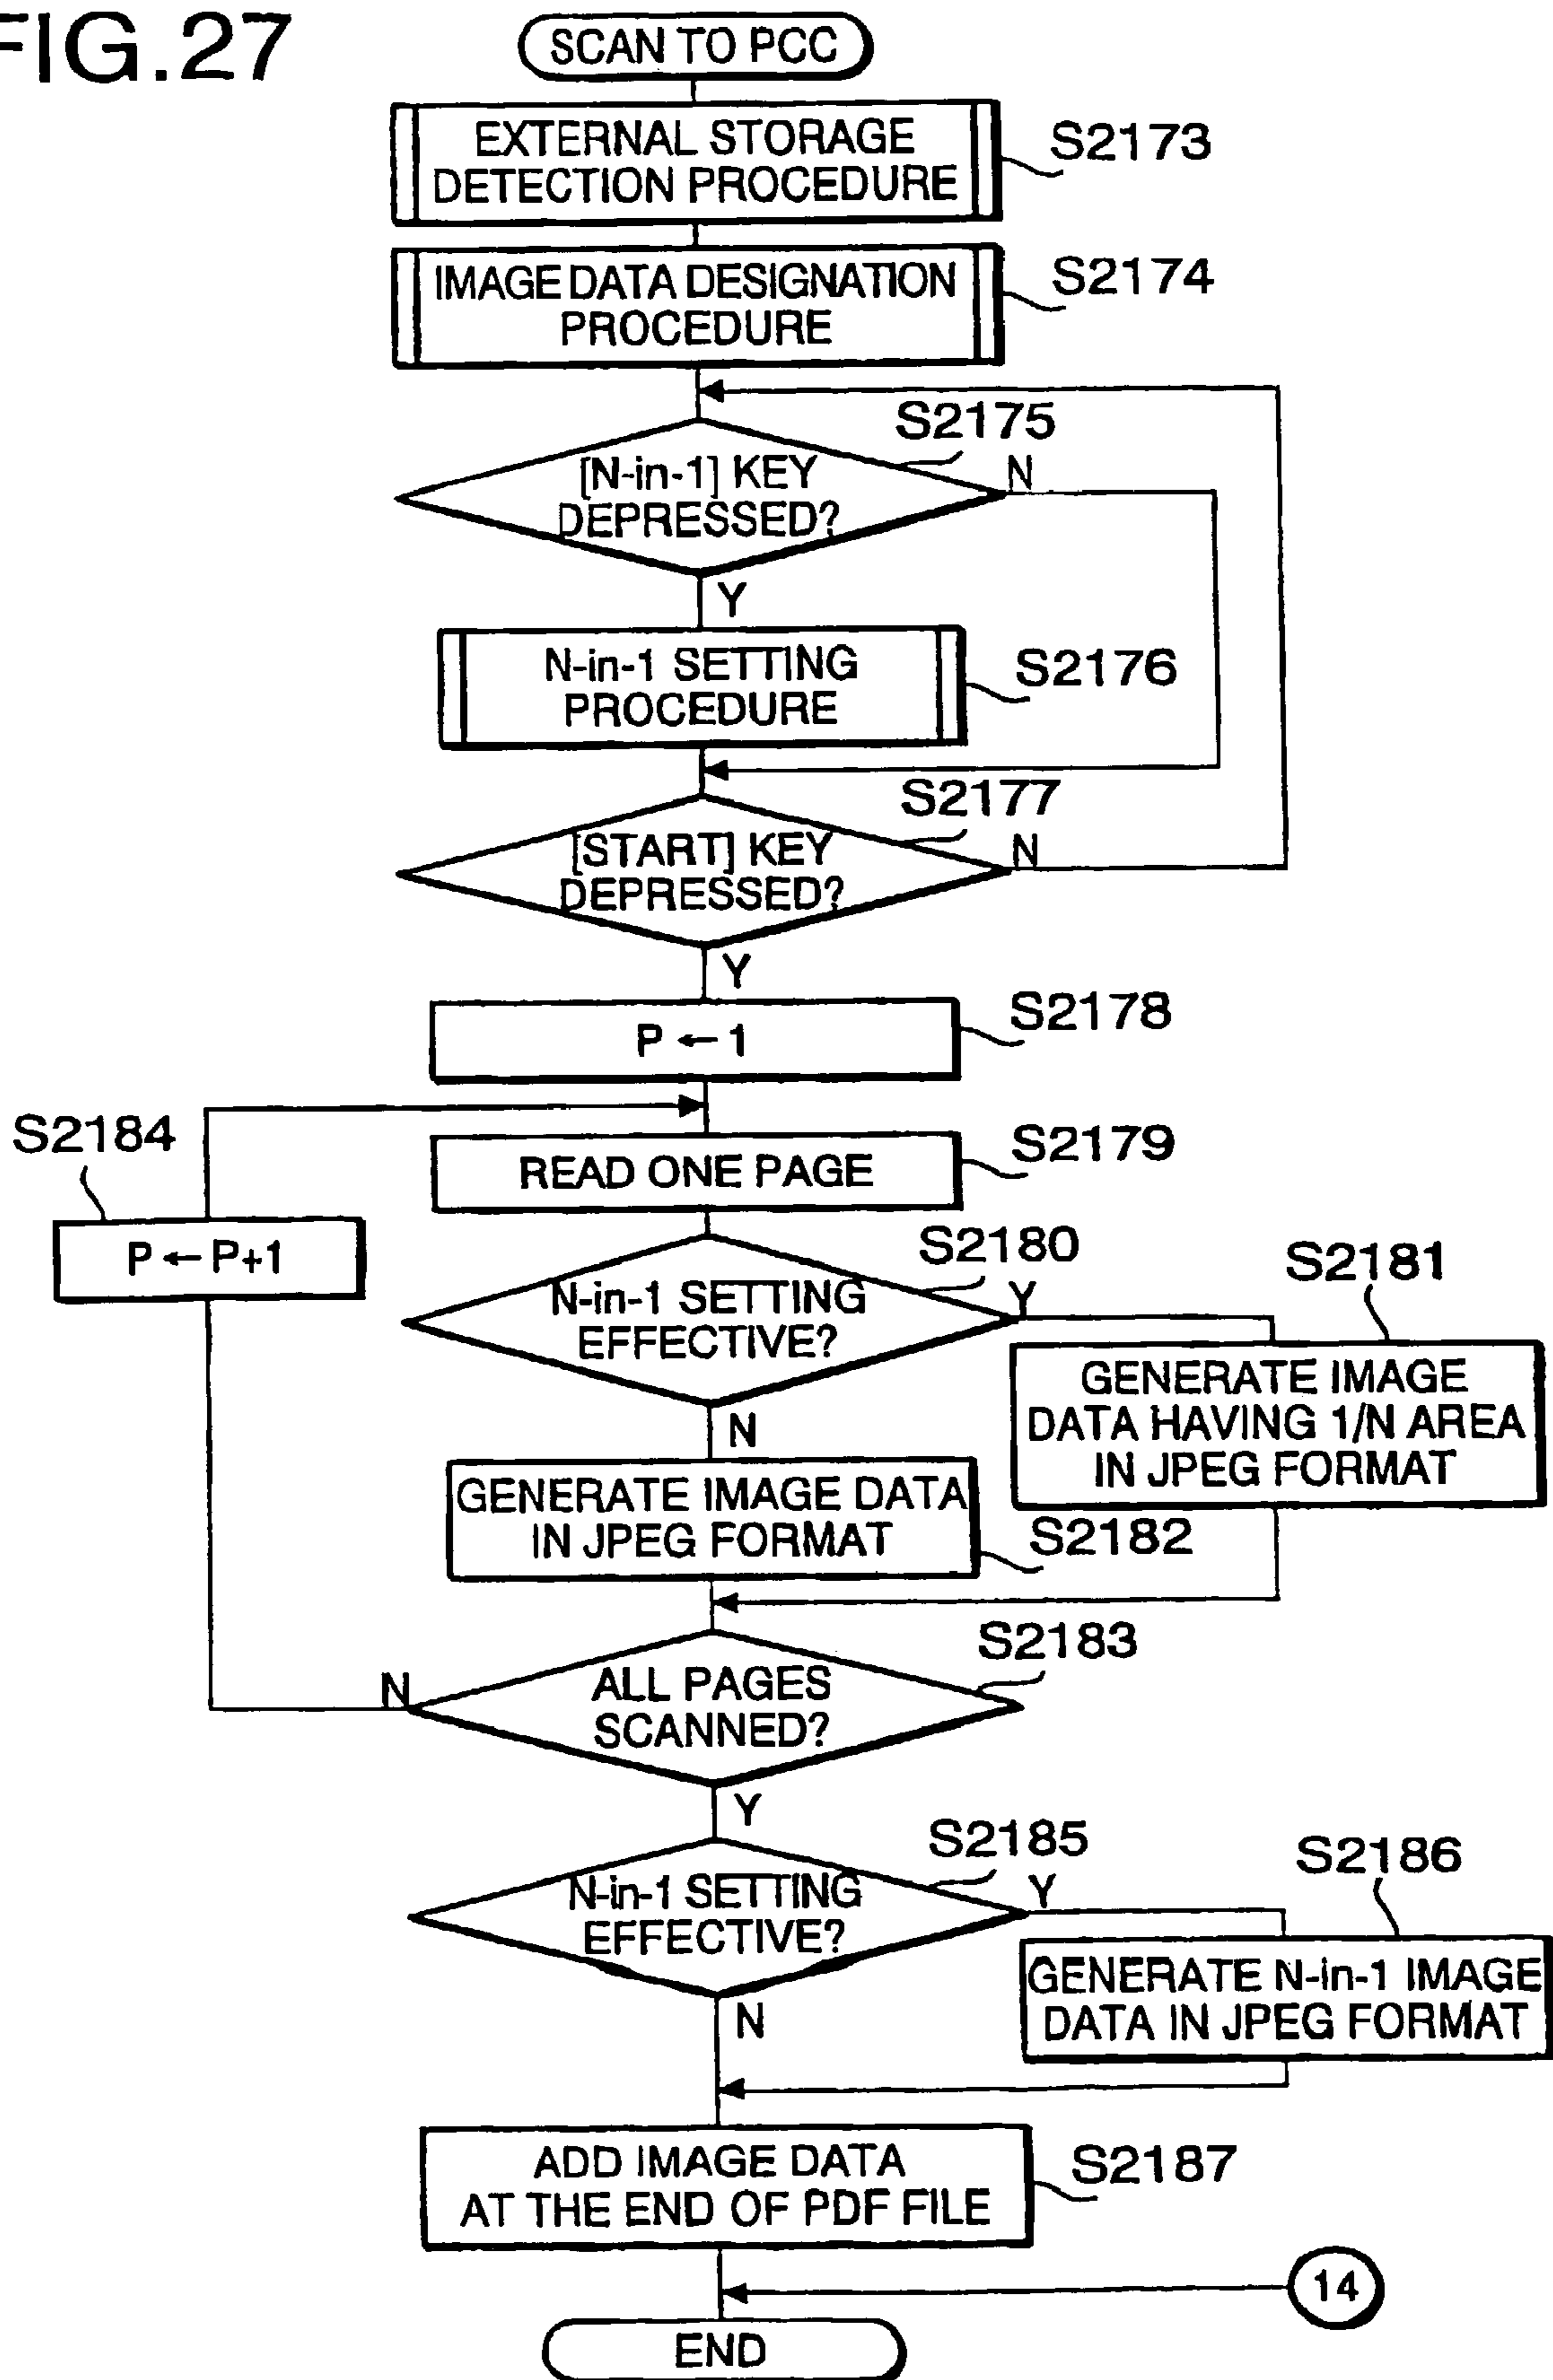 FIG.27
SCAN TO PCC
EXTERNAL STORAGE
DETECTION PROCEDURE
S2173
IMAGE DATA DESIGNATION
PROCEDURE
S2174
S2175
[N-in-1] KEY
DEPRESSED?
N
Y
N-in-1 SETTING
PROCEDURE
S2176
S2177
[START] KEY
DEPRESSED?
N
Y
P ← 1
S2178
S2184
P ← P+1
READ ONE PAGE
S2179
S2180
N-in-1 SETTING
EFFECTIVE?
Y
N
S2181
GENERATE IMAGE
DATA HAVING 1/N AREA
IN JPEG FORMAT
GENERATE IMAGE DATA
IN JPEG FORMAT
S2182
S2183
ALL PAGES
SCANNED?
N
Y
S2185
N-in-1 SETTING
EFFECTIVE?
Y
N
S2186
GENERATE N-in-1 IMAGE
DATA IN JPEG FORMAT
ADD IMAGE DATA
AT THE END OF PDF FILE
S2187
14
END